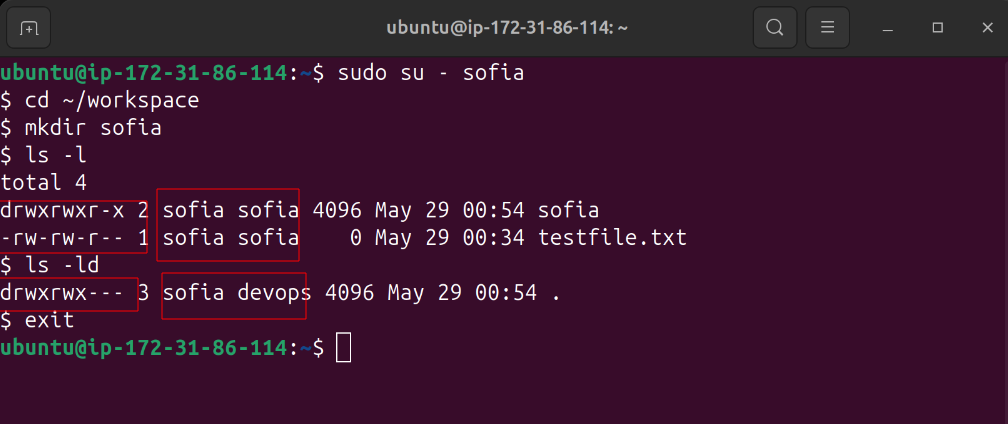 ubuntu@ip-172-31-86-114: ~
ubuntu@ip-172-31-86-114:~$ sudo su - sofia
$ cd ~/workspace
$ mkdir sofia
$ ls -l
total 4
drwxrwxr-x 2 sofia sofia 4096 May 29 00:54 sofia
-rw-rw-r-- 1 sofia sofia    0 May 29 00:34 testfile.txt
$ ls -ld
drwxrwx--- 3 sofia devops 4096 May 29 00:54 .
$ exit
ubuntu@ip-172-31-86-114:~$